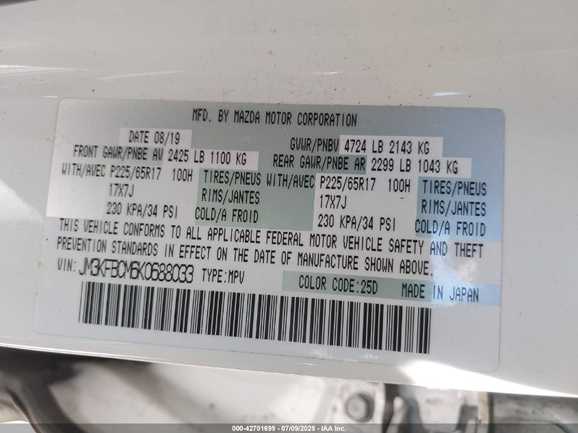 MFD. BY MAZDA MOTOR CORPORATION
DATE 08/19 GVWR/PNBV 4724 LB 2143 KG
FRONT GAWR/PNBE AV 2425 LB 1100 KG REAR GAWR/PNBE AR 2299 LB 1043 KG
WITH/AVEC P225/65R17 100H TIRES/PNEUS WITH/AVEC P225/65R17 100H TIRES/PNEUS
17X7J RIMS/JANTES 17X7J RIMS/JANTES
230 KPA/34 PSI COLD/A FROID 230 KPA/34 PSI COLD/A FROID
THIS VEHICLE CONFORMS TO ALL APPLICABLE FEDERAL MOTOR VEHICLE SAFETY AND THEFT
PREVENTION STANDARDS IN EFFECT ON THE DATE OF MANUFACTURE SHOWN ABOVE.
VIN: JM3KFBCM6K0688033 TYPE:MPV
COLOR CODE:25D MADE IN JAPAN
000-42701699 - 07/09/2025 - IAA Inc.